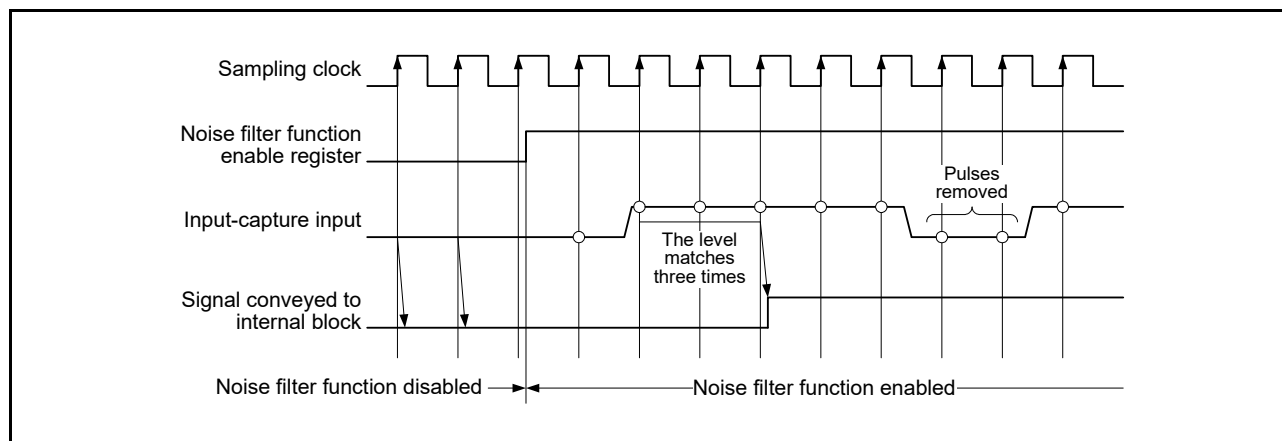 Sampling clock
Noise filter function
enable register
Pulses
removed
Input-capture input
The level
matches
three times
Signal conveyed to
internal block
Noise filter function disabled
Noise filter function enabled